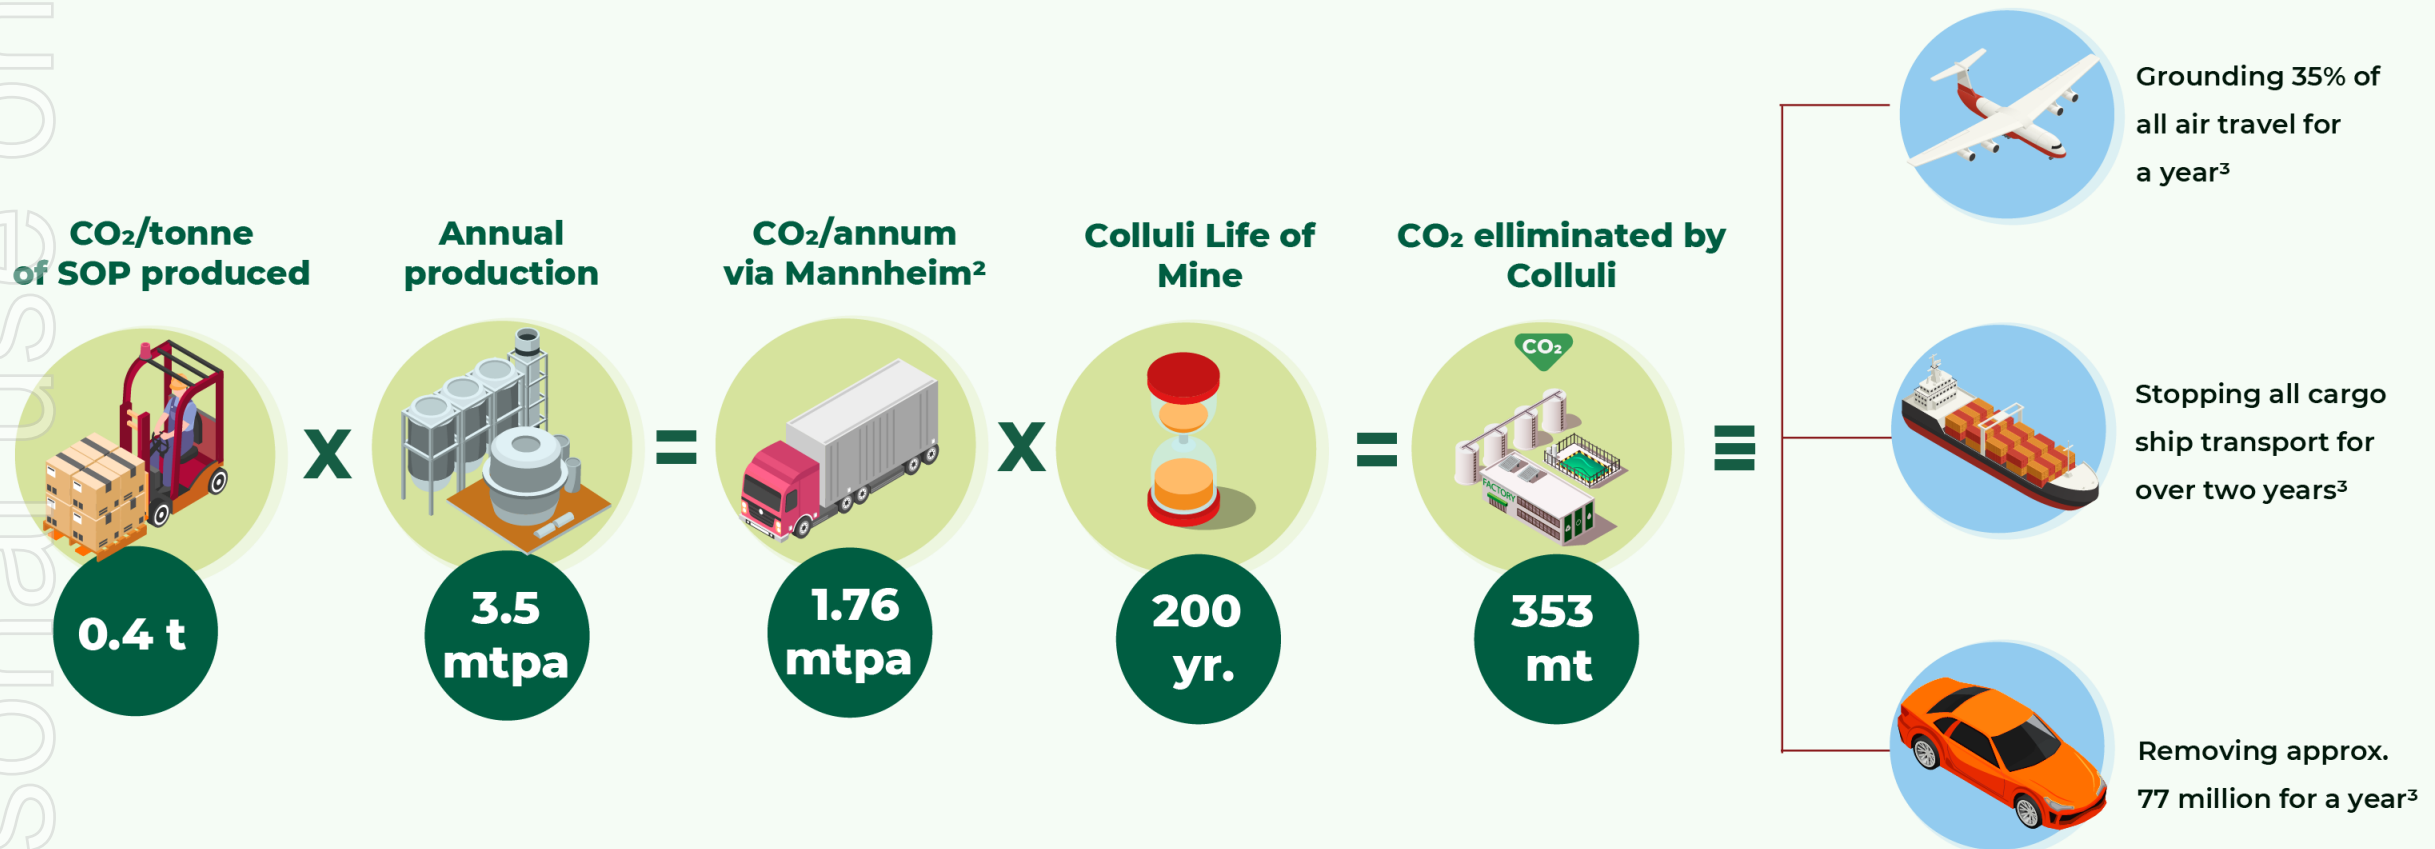 CO₂/tonne
of SOP produced
0.4 t
x
Annual
production
3.5
mtpa
=
CO₂/annum
via Mannheim²
1.76
mtpa
x
Colluli Life of
Mine
200
yr.
=
CO₂ elliminated by
Colluli
CO₂
FACTORY
353
mt
≡
Grounding 35% of
all air travel for
a year³
Stopping all cargo
ship transport for
over two years³
Removing approx.
77 million for a year³